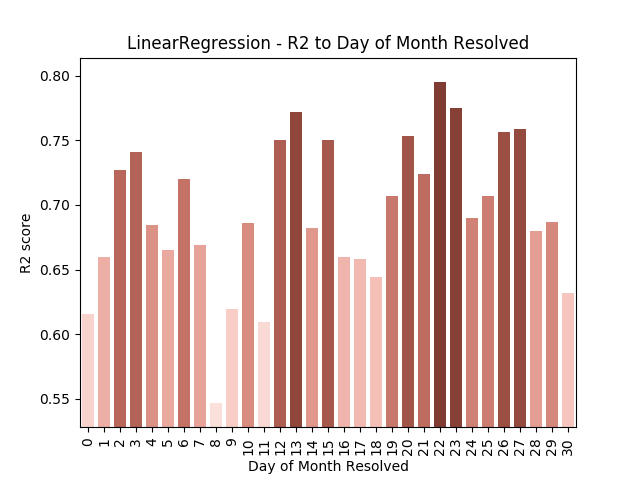 LinearRegression - R2 to Day of Month Resolved
0.80
0.75
0.70
0.65
0.60
0.55
R2 score
0 1 2 3 4 5 6 7 8 9 10 11 12 13 14 15 16 17 18 19 20 21 22 23 24 25 26 27 28 29 30
Day of Month Resolved